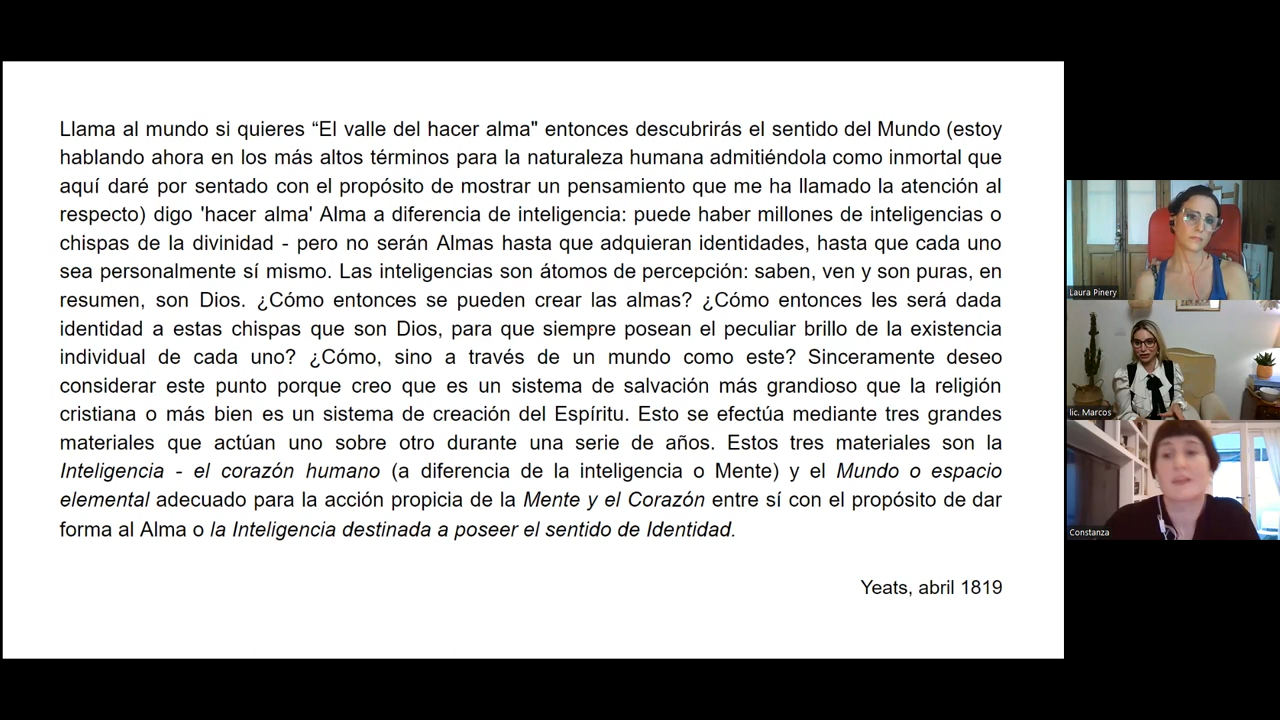 Llama al mundo si quieres “El valle del hacer alma" entonces descubrirás el sentido del Mundo (estoy
hablando ahora en los más altos términos para la naturaleza humana admitiéndola como inmortal que
aquí daré por sentado con el propósito de mostrar un pensamiento que me ha llamado la atención al
respecto) digo 'hacer alma' Alma a diferencia de inteligencia: puede haber millones de inteligencias o
chispas de la divinidad - pero no serán Almas hasta que adquieran identidades, hasta que cada uno
sea personalmente sí mismo. Las inteligencias son átomos de percepción: saben, ven y son puras, en
resumen, son Dios. ¿Cómo entonces se pueden crear las almas? ¿Cómo entonces les será dada
identidad a estas chispas que son Dios, para que siempre posean el peculiar brillo de la existencia
individual de cada uno? ¿Cómo, sino a través de un mundo como este? Sinceramente deseo
considerar este punto porque creo que es un sistema de salvación más grandioso que la religión
cristiana o más bien es un sistema de creación del Espíritu. Esto se efectúa mediante tres grandes
materiales que actúan uno sobre otro durante una serie de años. Estos tres materiales son la
Inteligencia - el corazón humano (a diferencia de la inteligencia o Mente) y el Mundo o espacio
elemental adecuado para la acción propicia de la Mente y el Corazón entre sí con el propósito de dar
forma al Alma o la Inteligencia destinada a poseer el sentido de Identidad.
Yeats, abril 1819
Laura Pinery
lic. Marcos
Constanza